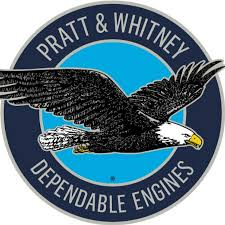 PRATT & WHITNEY
DEPENDABLE ENGINES
®